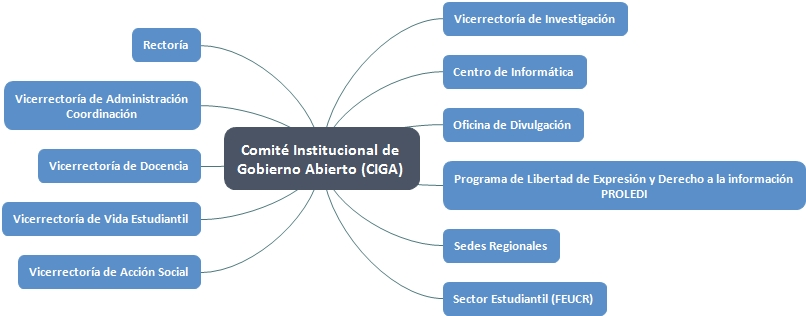 Rectoría
Vicerrectoría de Administración
Coordinación
Vicerrectoría de Docencia
Vicerrectoría de Vida Estudiantil
Vicerrectoría de Acción Social
Comité Institucional de
Gobierno Abierto (CIGA)
Vicerrectoría de Investigación
Centro de Informática
Oficina de Divulgación
Programa de Libertad de Expresión y Derecho a la información
PROLEDI
Sedes Regionales
Sector Estudiantil (FEUCR)